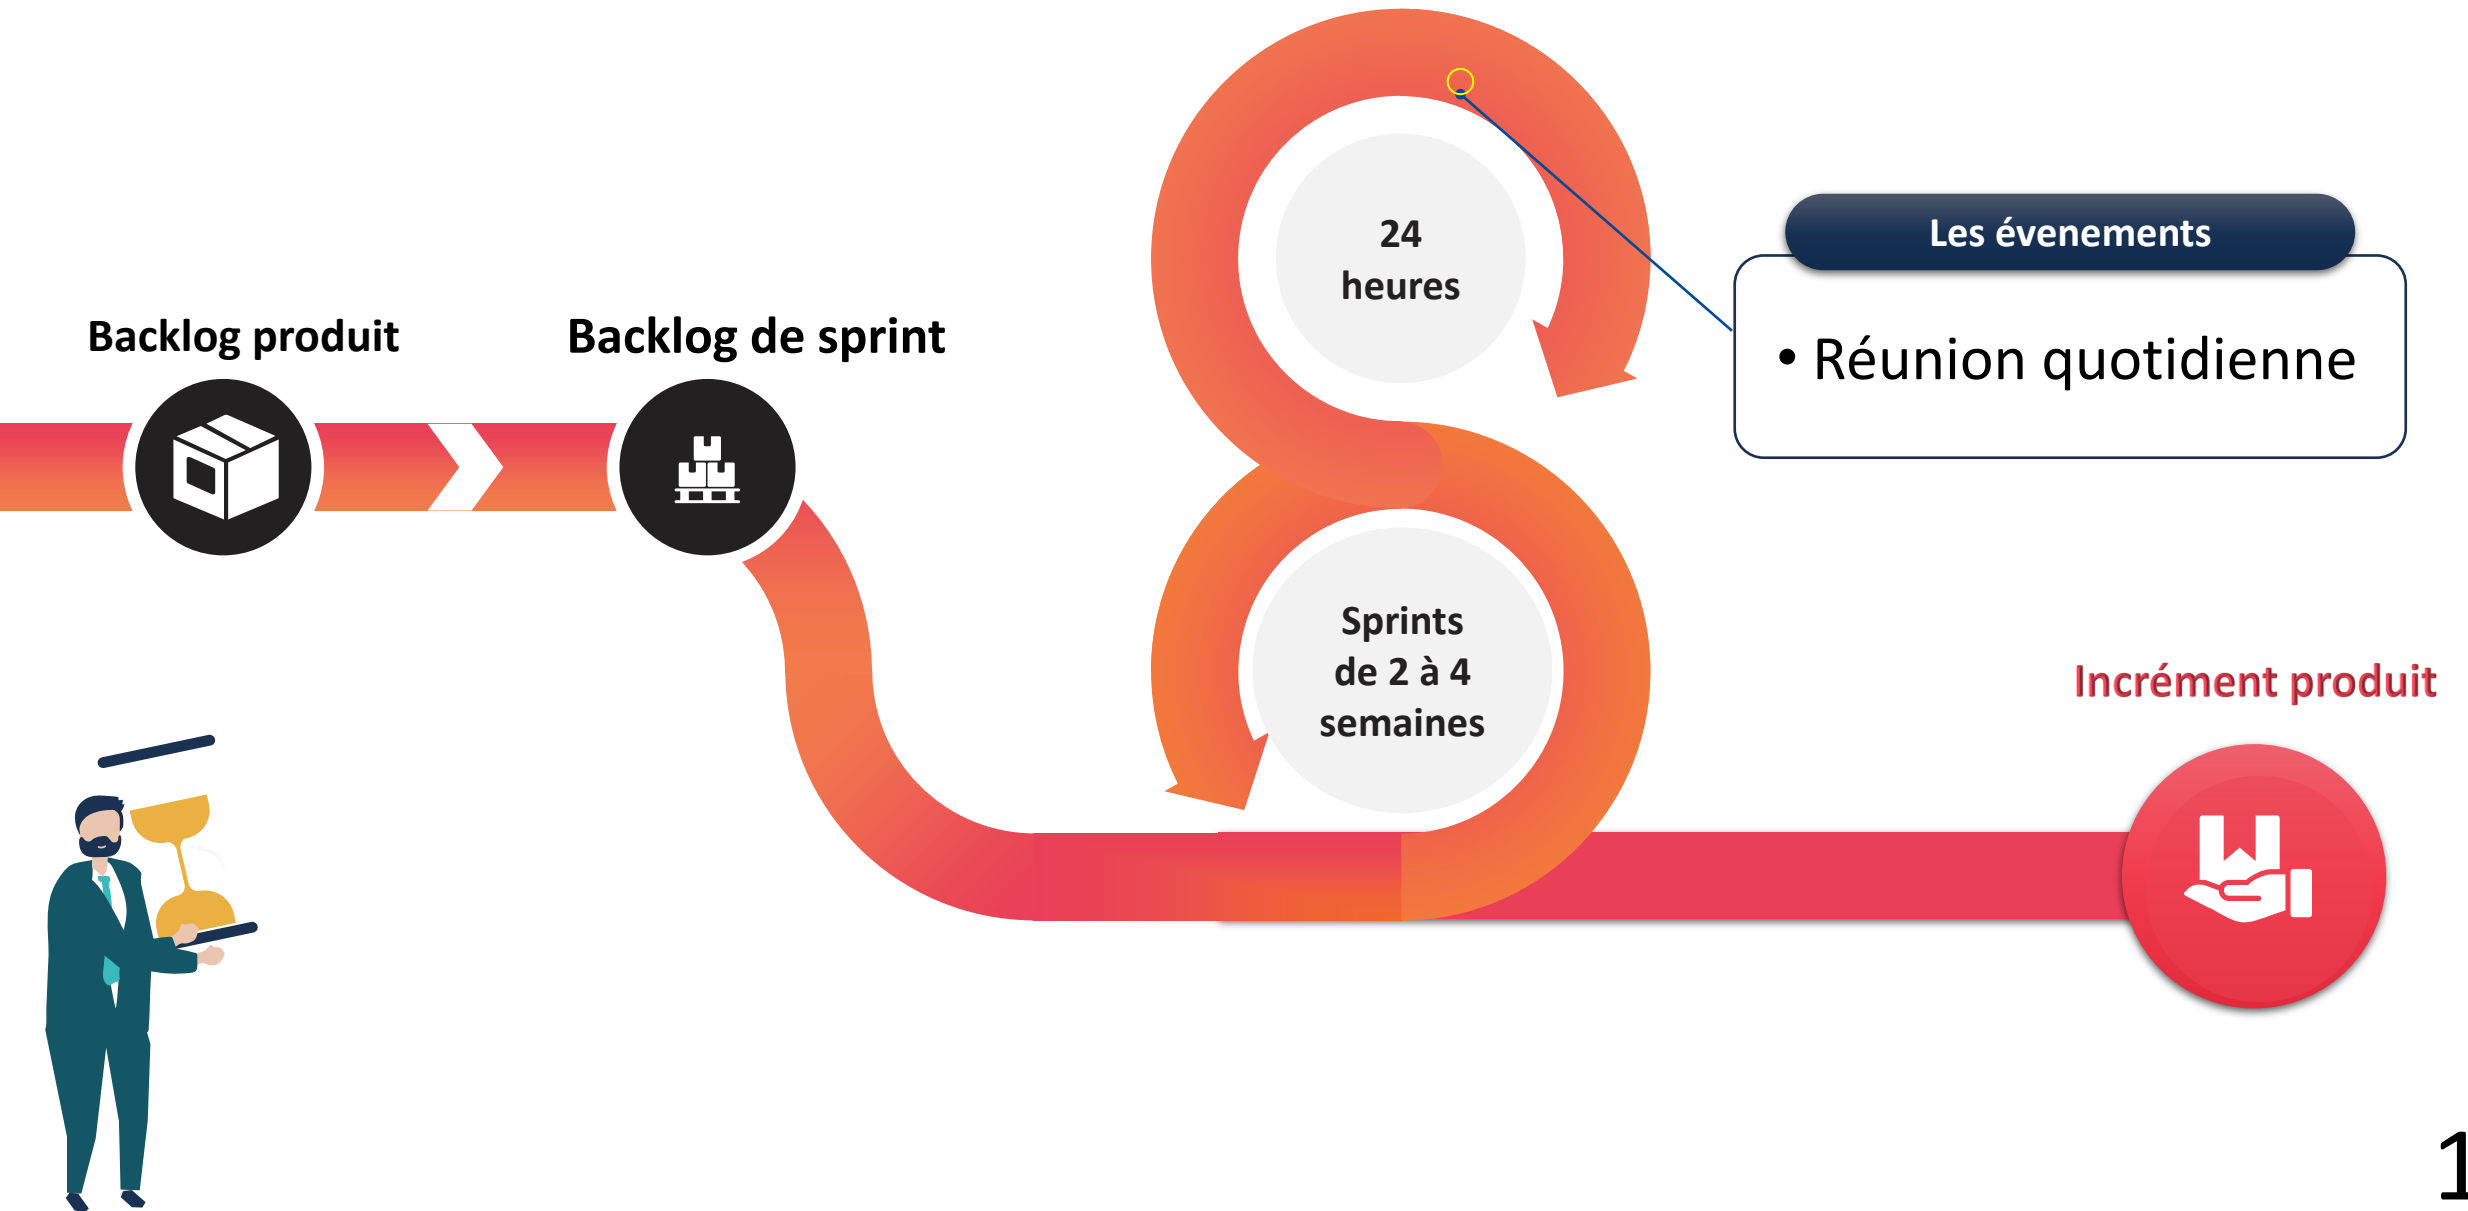 24
heures
Les évenements
Backlog produit
Backlog de sprint
• Réunion quotidienne
Sprints
de 2 à 4
semaines
Incrément produit
1